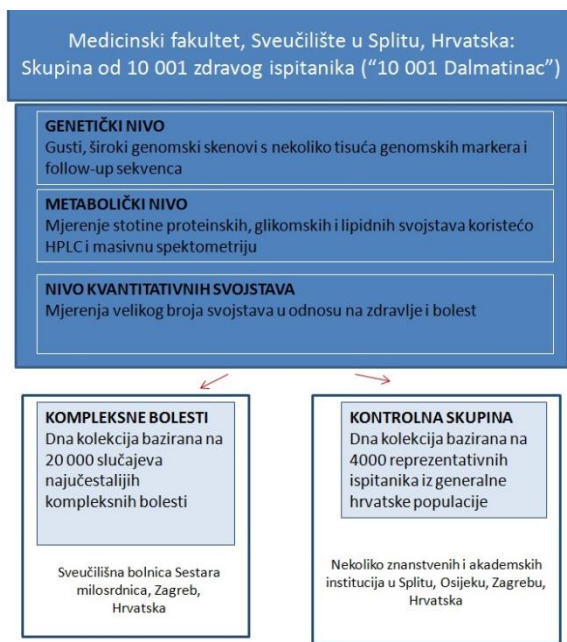 Medicinski fakultet, Sveučilište u Splitu, Hrvatska:
Skupina od 10 001 zdravog ispitanika (“10 001 Dalmatinac”)
GENETIČKI NIVO
Gusti, široki genomski skenovi s nekoliko tisuća genomskih markera i
follow-up sekvenca
METABOLIČKI NIVO
Mjerenje stotine proteinskih, glikomskih i lipidnih svojstava koristećo
HPLC i masivnu spektometriju
NIVO KVANTITATIVNIH SVOJSTAVA
Mjerenja velikog broja svojstava u odnosu na zdravlje i bolest
KOMPLEKSNE BOLESTI
Dna kolekcija bazirana na
20 000 slučajeva
najučestalijih
kompleksnih bolesti
Sveučilišna bolnica Sestara
milosrdnica, Zagreb,
Hrvatska
KONTROLNA SKUPINA
Dna kolekcija bazirana na
4000 reprezentativnih
ispitanika iz generalne
hrvatske populacije
Nekoliko znanstvenih i akademskih
institucija u Splitu, Osijeku, Zagrebu,
Hrvatska